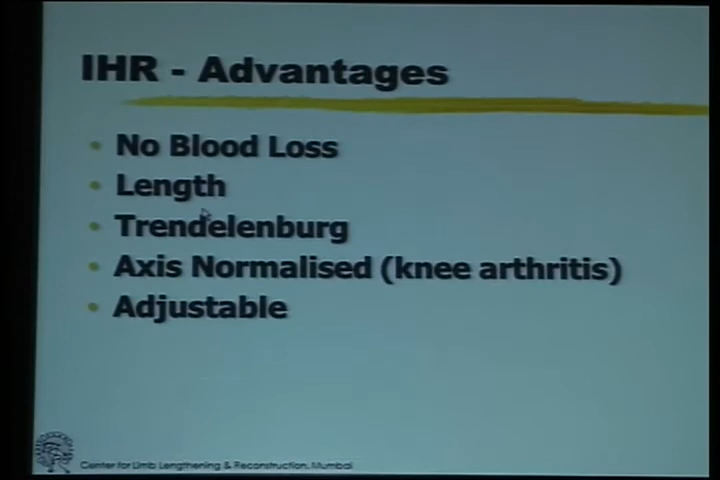 IHR - Advantages
• No Blood Loss
• Length
• Trendelenburg
• Axis Normalised (knee arthritis)
• Adjustable
Center for Limb Lengthening & Reconstruction, Mumbai